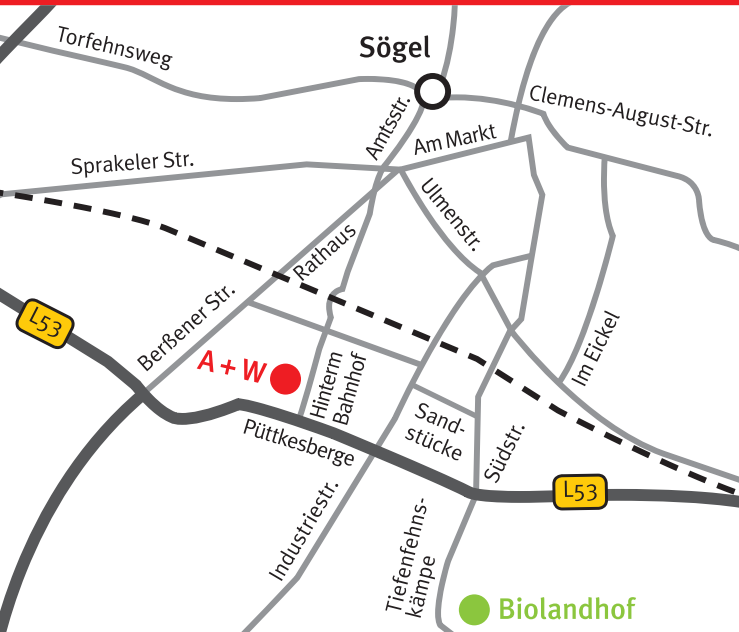 Torfehnsweg
Sögel
Clemens-August-Str.
Amtsstr.
Am Markt
Sprakeler Str.
Ulmenstr.
Rathaus
Berßener Str.
L53
A + W
Hinterm
Bahnhof
Im Eickel
Sand-
stücke
Püttkesberge
Südstr.
L53
Industriestr.
Tiefenfehns-
kämpe
Biolandhof